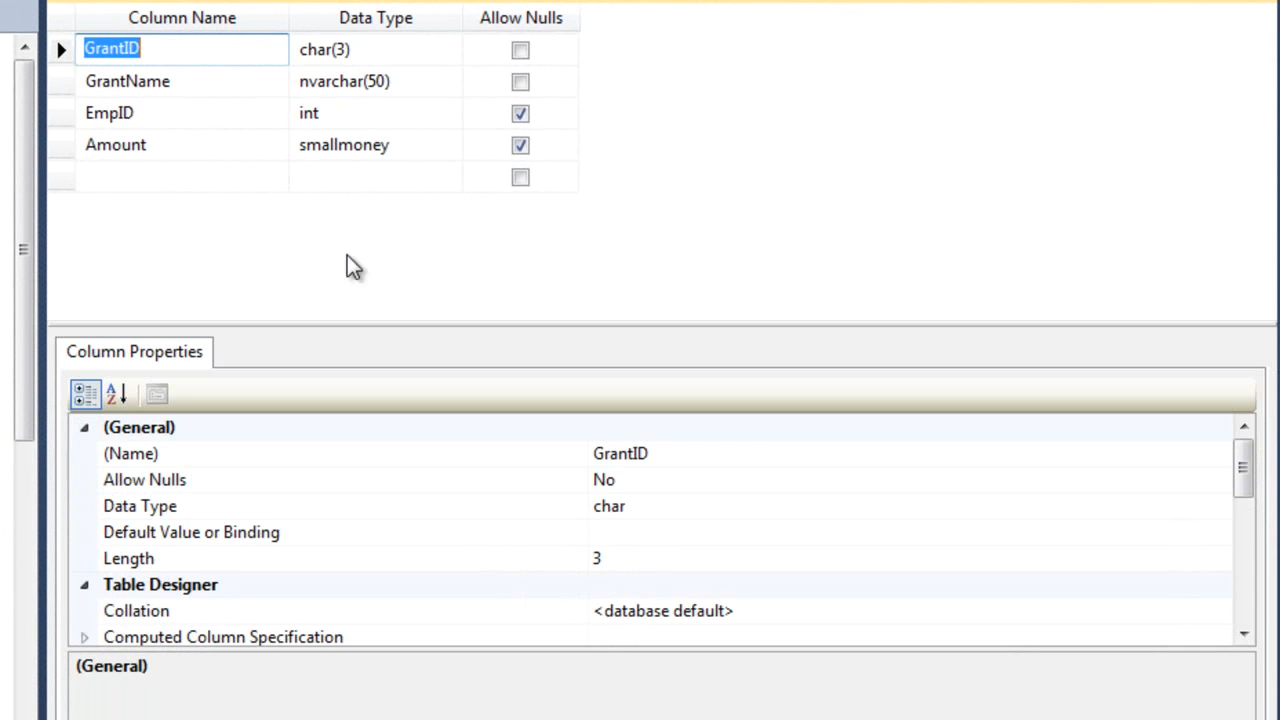 Column Name Data Type Allow Nulls
GrantID char(3)
GrantName nvarchar(50)
EmpID int
Amount smallmoney
Column Properties
A Z
(General)
(Name) GrantID
Allow Nulls No
Data Type char
Default Value or Binding
Length 3
Table Designer
Collation <database default>
Computed Column Specification
(General)